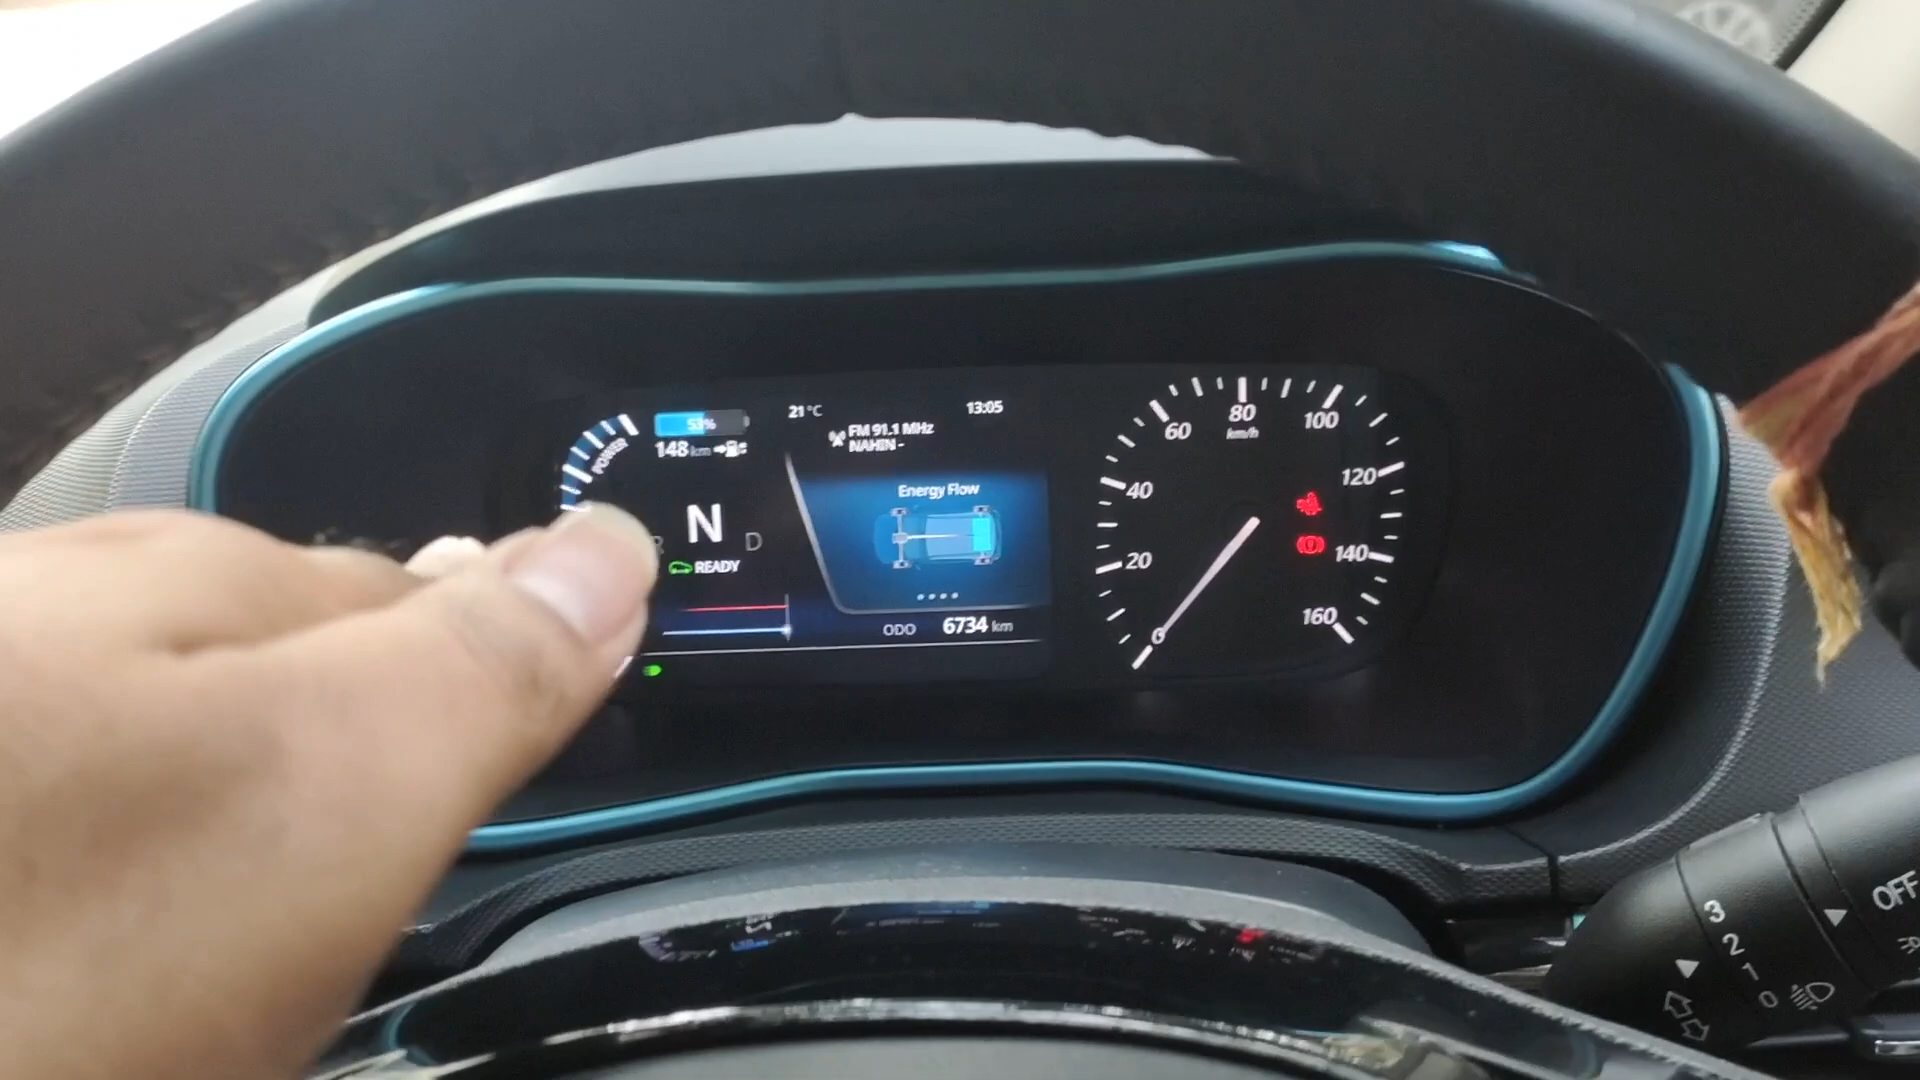 POWER
53%
148 km
21°C
13:05
FM 91.1 MHz
NAHIN -
R N D
READY
Energy Flow
ODO 6734 km
0
20
40
60
80
100
120
140
160
km/h
OFF
3
2
1
0